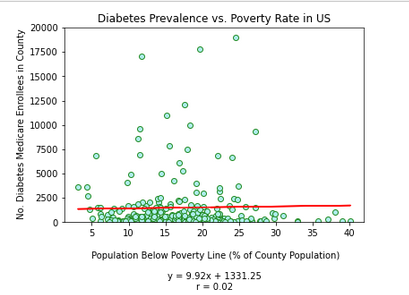 Diabetes Prevalence vs. Poverty Rate in US
No. Diabetes Medicare Enrollees in County
20000
17500
15000
12500
10000
7500
5000
2500
0
5 10 15 20 25 30 35 40
Population Below Poverty Line (% of County Population)
y = 9.92x + 1331.25
r = 0.02